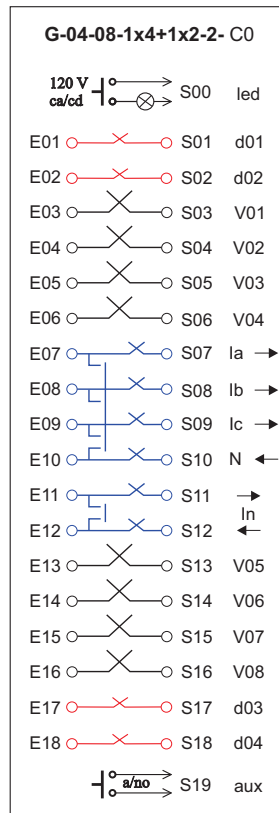 G-04-08-1x4+1x2-2- C0
120 V
ca/cd
S00 led
E01 S01 d01
E02 S02 d02
E03 S03 V01
E04 S04 V02
E05 S05 V03
E06 S06 V04
E07 S07 Ia
E08 S08 Ib
E09 S09 Ic
E10 S10 N
E11 S11
In
E12 S12
E13 S13 V05
E14 S14 V06
E15 S15 V07
E16 S16 V08
E17 S17 d03
E18 S18 d04
a/no S19 aux